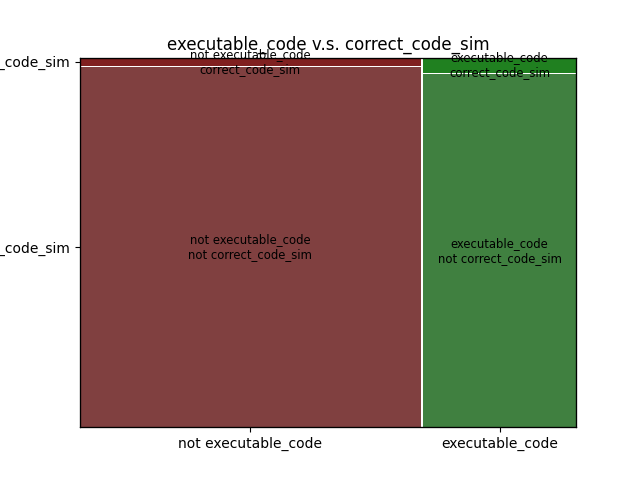 executable_code v.s. correct_code_sim
not executable_code
correct_code_sim
executable_code
correct_code_sim
_code_sim
not executable_code
not correct_code_sim
executable_code
not correct_code_sim
_code_sim
not executable_code
executable_code